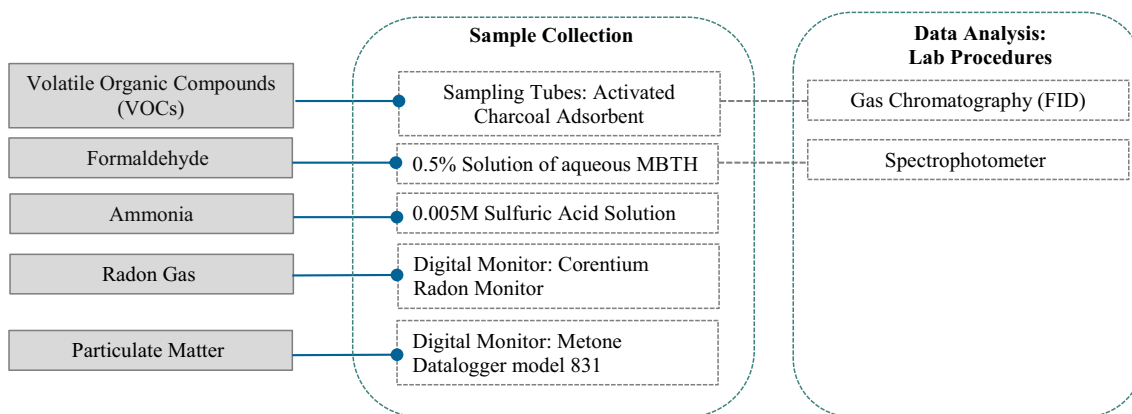 Sample Collection
Data Analysis:
Lab Procedures
Volatile Organic Compounds
(VOCs)
Sampling Tubes: Activated
Charcoal Adsorbent
Gas Chromatography (FID)
Formaldehyde
0.5% Solution of aqueous MBTH
Spectrophotometer
Ammonia
0.005M Sulfuric Acid Solution
Radon Gas
Digital Monitor: Corentium
Radon Monitor
Particulate Matter
Digital Monitor: Metone
Datalogger model 831